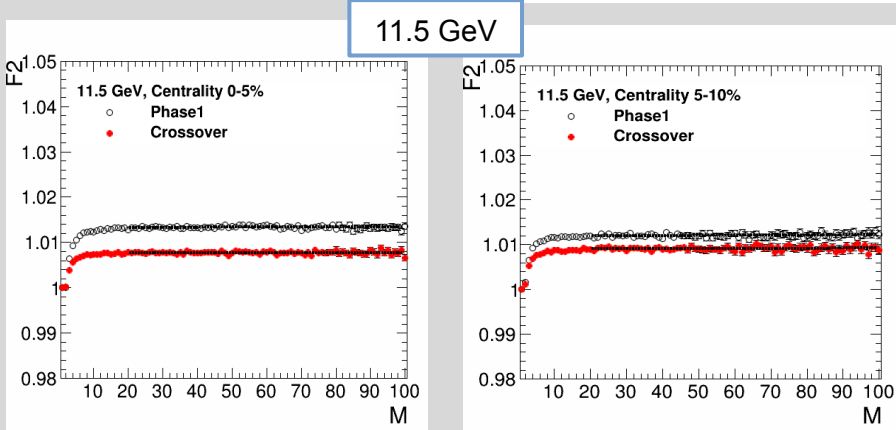 11.5 GeV
F2
1.05
1.04
1.03
1.02
1.01
1
0.99
0.98
11.5 GeV, Centrality 0-5%
Phase1
Crossover
10 20 30 40 50 60 70 80 90 100
M
F2
1.05
1.04
1.03
1.02
1.01
1
0.99
0.98
11.5 GeV, Centrality 5-10%
Phase1
Crossover
10 20 30 40 50 60 70 80 90 100
M